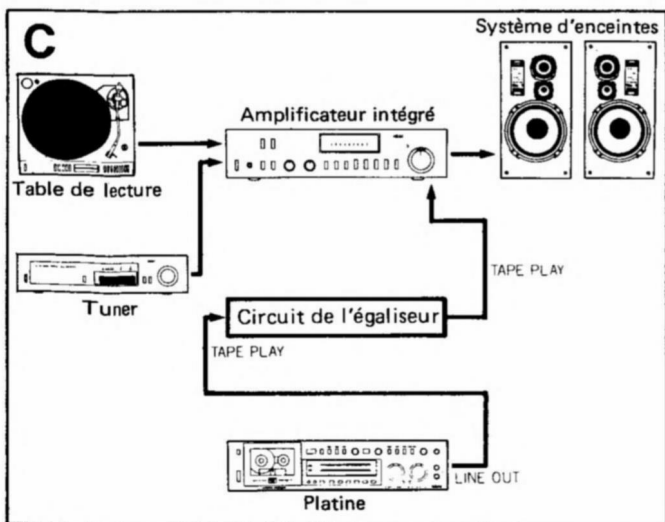 C
Système d'enceintes
Amplificateur intégré
Table de lecture
TAPE PLAY
Tuner
Circuit de l'égaliseur
TAPE PLAY
LINE OUT
Platine